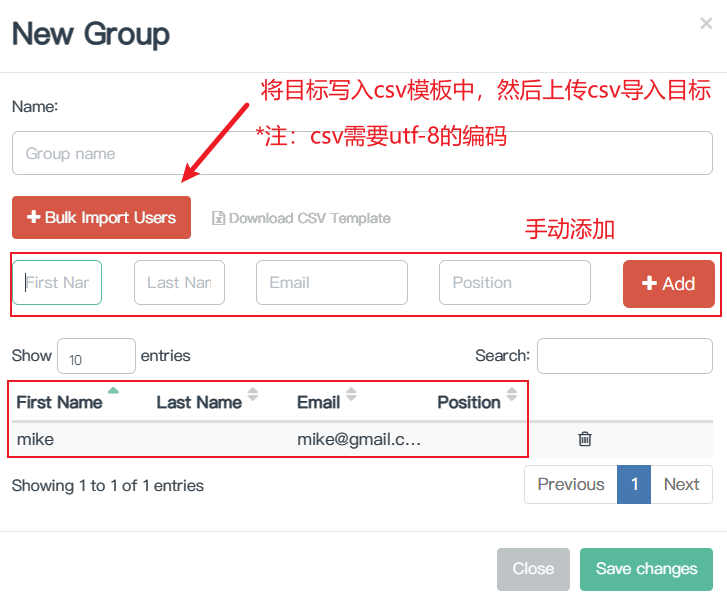 New Group
×
将目标写入csv模板中，然后上传csv导入目标
Name:
*注：csv需要utf-8的编码
Group name
Bulk Import Users Download CSV Template
手动添加
First Nar Last Nam Email Position Add
Show 10 entries Search:
First Name Last Name Email Position
mike mike@gmail.c...
Showing 1 to 1 of 1 entries Previous 1 Next
Close Save changes